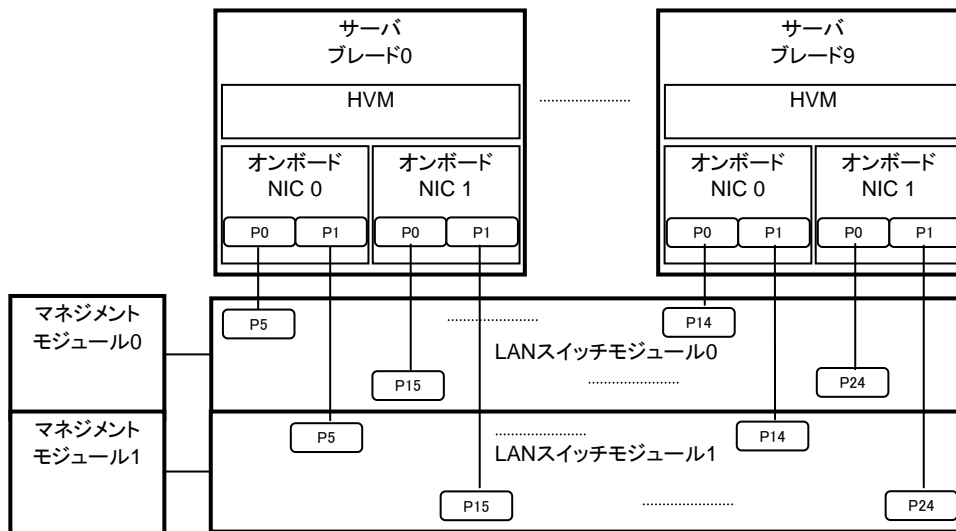 サーバ
ブレード0
HVM
オンボード
NIC 0
オンボード
NIC 1
P0
P1
P0
P1
サーバ
ブレード9
HVM
オンボード
NIC 0
オンボード
NIC 1
P0
P1
P0
P1
マネジメント
モジュール0
P5
P14
LANスイッチモジュール0
P15
P24
マネジメント
モジュール1
P5
P14
LANスイッチモジュール1
P15
P24